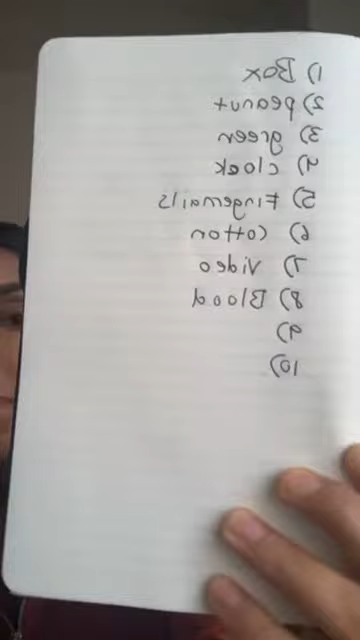 1) Box
2) peanut
3) green
4) clock
5) Fingernails
6) cotton
7) Video
8) Blood
9)
10)